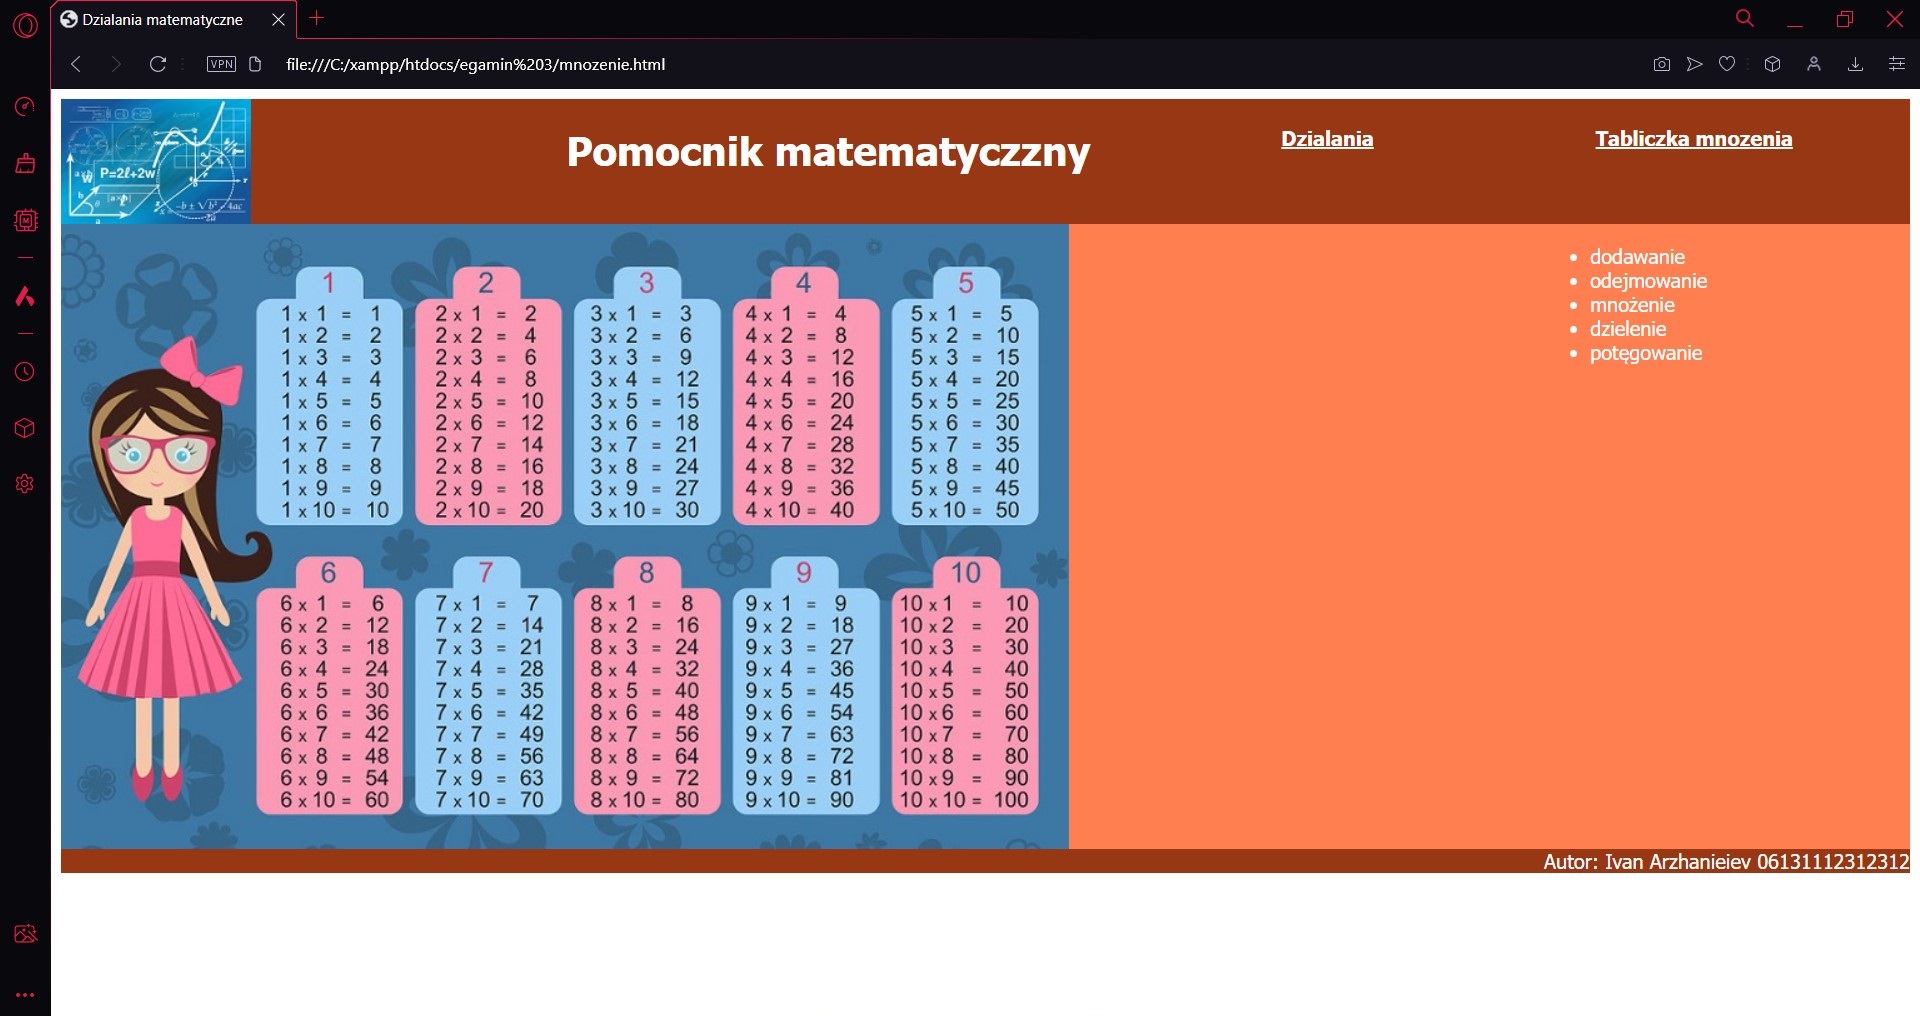 Dzialania matematyczne
VPN
file:///C:/xampp/htdocs/egamin%203/mnozenie.html
P=2ℓ+2w
Pomocnik matematyczzny
Dzialania
Tabliczka mnozenia
dodawanie
odejmowanie
mnożenie
dzielenie
potęgowanie
1
1 x 1 = 1
1 x 2 = 2
1 x 3 = 3
1 x 4 = 4
1 x 5 = 5
1 x 6 = 6
1 x 7 = 7
1 x 8 = 8
1 x 9 = 9
1 x 10 = 10
2
2 x 1 = 2
2 x 2 = 4
2 x 3 = 6
2 x 4 = 8
2 x 5 = 10
2 x 6 = 12
2 x 7 = 14
2 x 8 = 16
2 x 9 = 18
2 x 10 = 20
3
3 x 1 = 3
3 x 2 = 6
3 x 3 = 9
3 x 4 = 12
3 x 5 = 15
3 x 6 = 18
3 x 7 = 21
3 x 8 = 24
3 x 9 = 27
3 x 10 = 30
4
4 x 1 = 4
4 x 2 = 8
4 x 3 = 12
4 x 4 = 16
4 x 5 = 20
4 x 6 = 24
4 x 7 = 28
4 x 8 = 32
4 x 9 = 36
4 x 10 = 40
5
5 x 1 = 5
5 x 2 = 10
5 x 3 = 15
5 x 4 = 20
5 x 5 = 25
5 x 6 = 30
5 x 7 = 35
5 x 8 = 40
5 x 9 = 45
5 x 10 = 50
6
6 x 1 = 6
6 x 2 = 12
6 x 3 = 18
6 x 4 = 24
6 x 5 = 30
6 x 6 = 36
6 x 7 = 42
6 x 8 = 48
6 x 9 = 54
6 x 10 = 60
7
7 x 1 = 7
7 x 2 = 14
7 x 3 = 21
7 x 4 = 28
7 x 5 = 35
7 x 6 = 42
7 x 7 = 49
7 x 8 = 56
7 x 9 = 63
7 x 10 = 70
8
8 x 1 = 8
8 x 2 = 16
8 x 3 = 24
8 x 4 = 32
8 x 5 = 40
8 x 6 = 48
8 x 7 = 56
8 x 8 = 64
8 x 9 = 72
8 x 10 = 80
9
9 x 1 = 9
9 x 2 = 18
9 x 3 = 27
9 x 4 = 36
9 x 5 = 45
9 x 6 = 54
9 x 7 = 63
9 x 8 = 72
9 x 9 = 81
9 x 10 = 90
10
10 x 1 = 10
10 x 2 = 20
10 x 3 = 30
10 x 4 = 40
10 x 5 = 50
10 x 6 = 60
10 x 7 = 70
10 x 8 = 80
10 x 9 = 90
10 x 10 = 100
Autor: Ivan Arzhanieiev 06131112312312